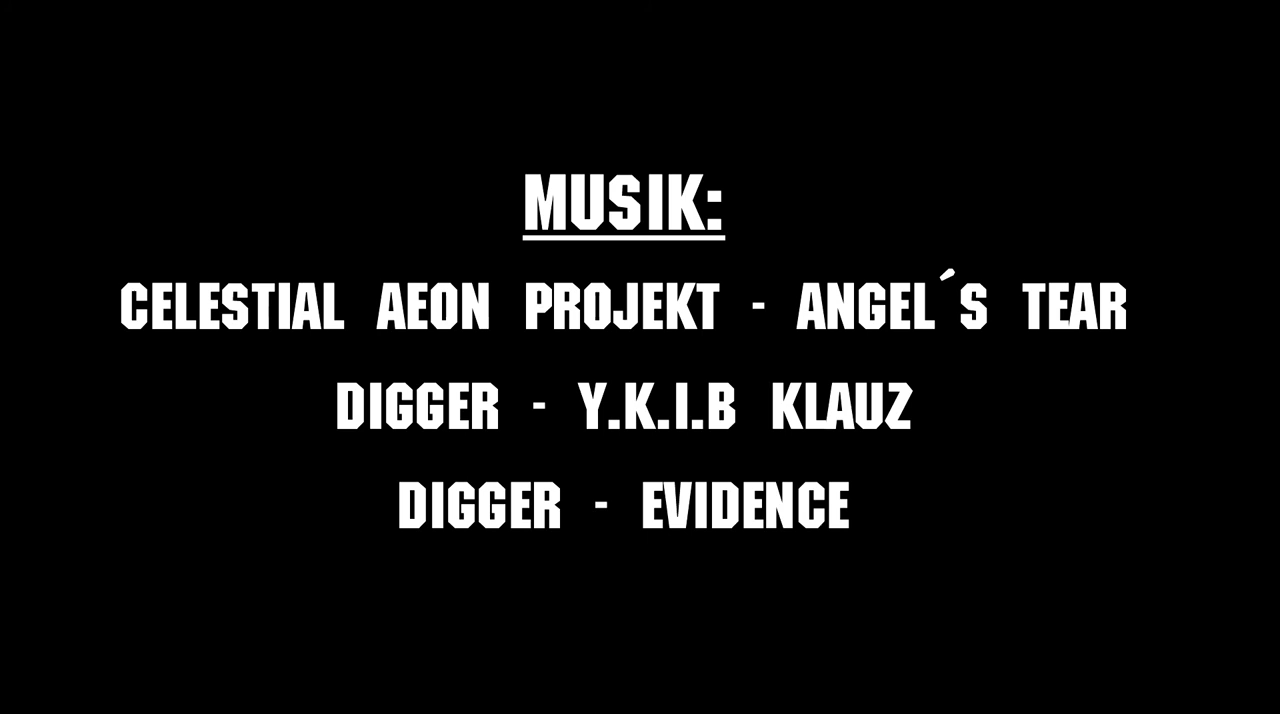 MUSIK:
CELESTIAL AEON PROJEKT - ANGEL´S TEAR
DIGGER - Y.K.I.B KLAUZ
DIGGER - EVIDENCE